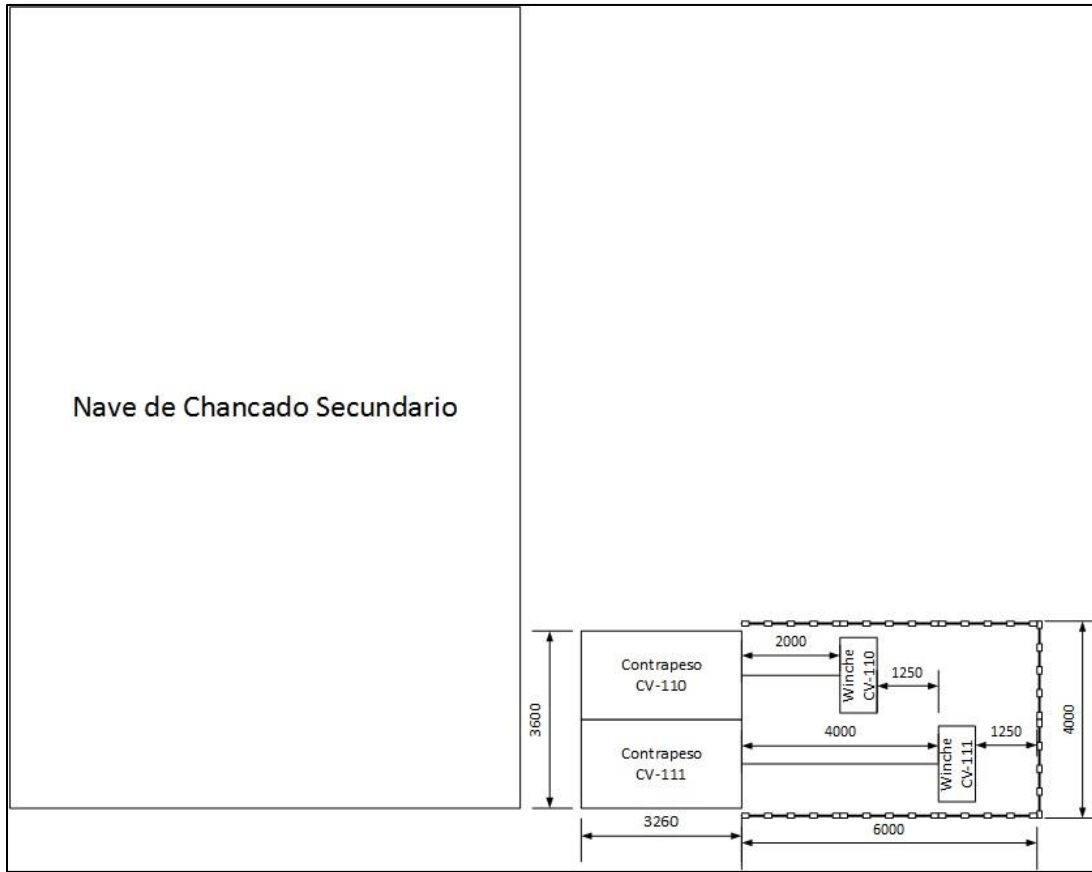 Nave de Chancado Secundario
Contrapeso
CV-110
Contrapeso
CV-111
3600
3260
2000
Winche
CV-110
1250
4000
Winche
CV-111
1250
4000
6000